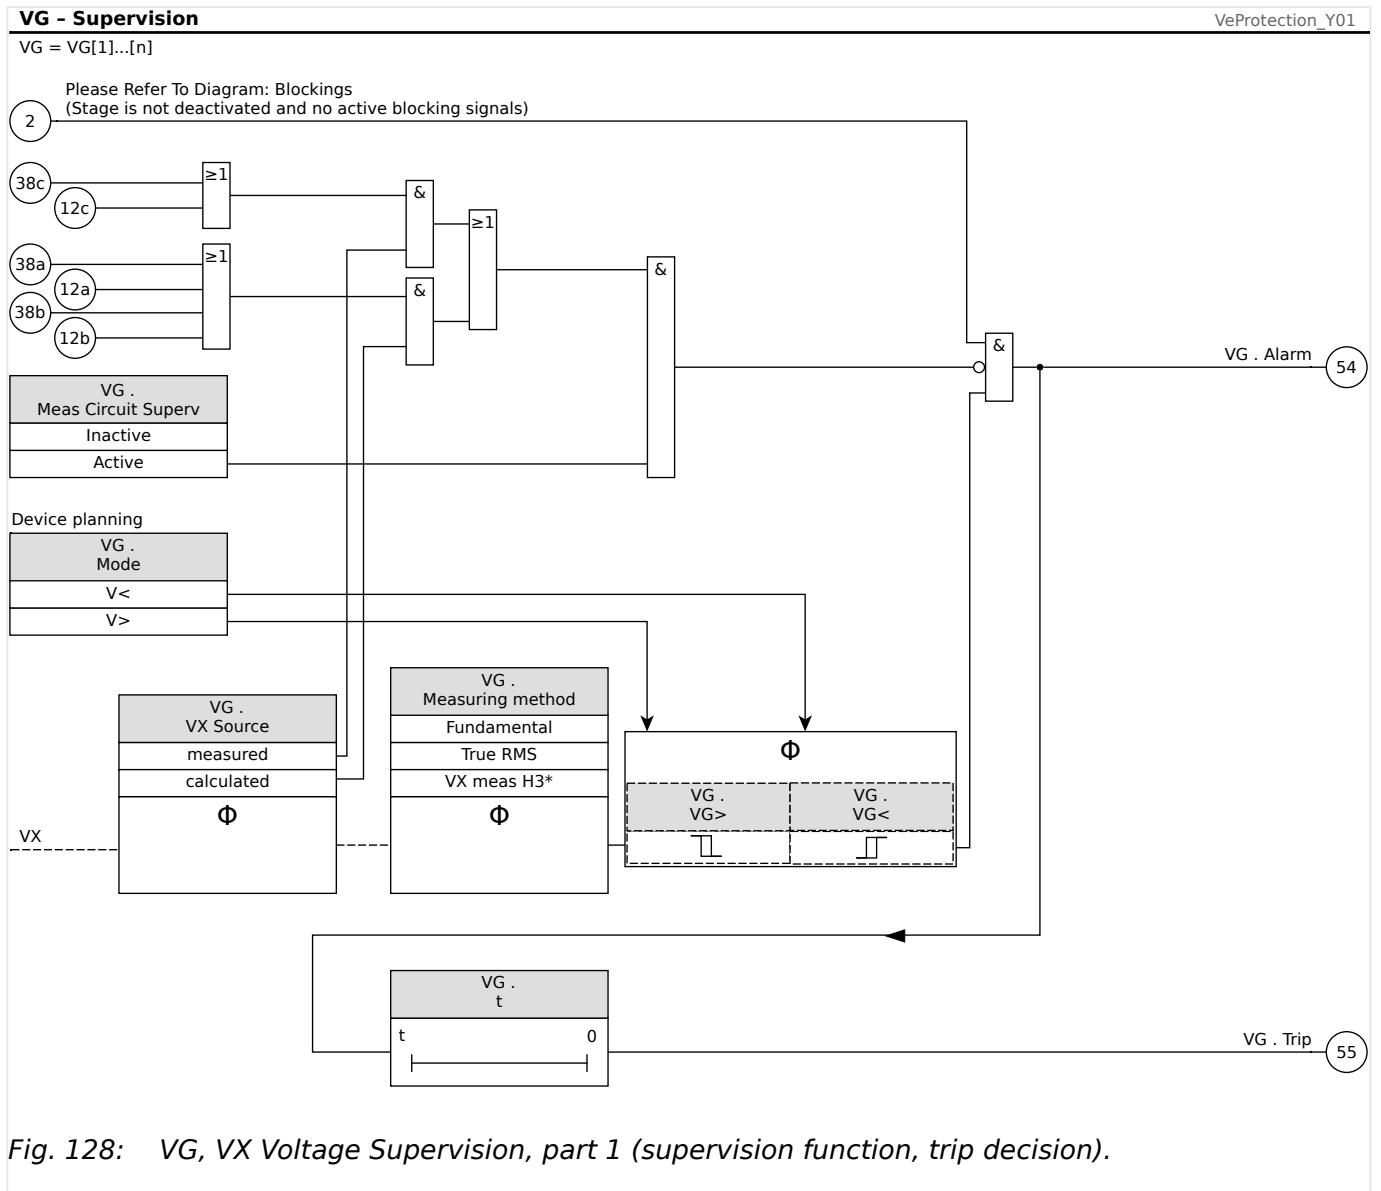 VG – Supervision
VeProtection_Y01
VG = VG[1]...[n]
Please Refer To Diagram: Blockings
(Stage is not deactivated and no active blocking signals)
2
38c
12c
≥1
&
≥1
38a
12a
38b
12b
≥1
&
&
&
VG . Alarm
54
VG .
Meas Circuit Superv
Inactive
Active
Device planning
VG .
Mode
V<
V>
VG .
VX Source
measured
calculated
Φ
VX
VG .
Measuring method
Fundamental
True RMS
VX meas H3*
Φ
Φ
VG .
VG>
VG .
VG<
VG .
t
t
0
VG . Trip
55
Fig. 128: VG, VX Voltage Supervision, part 1 (supervision function, trip decision).